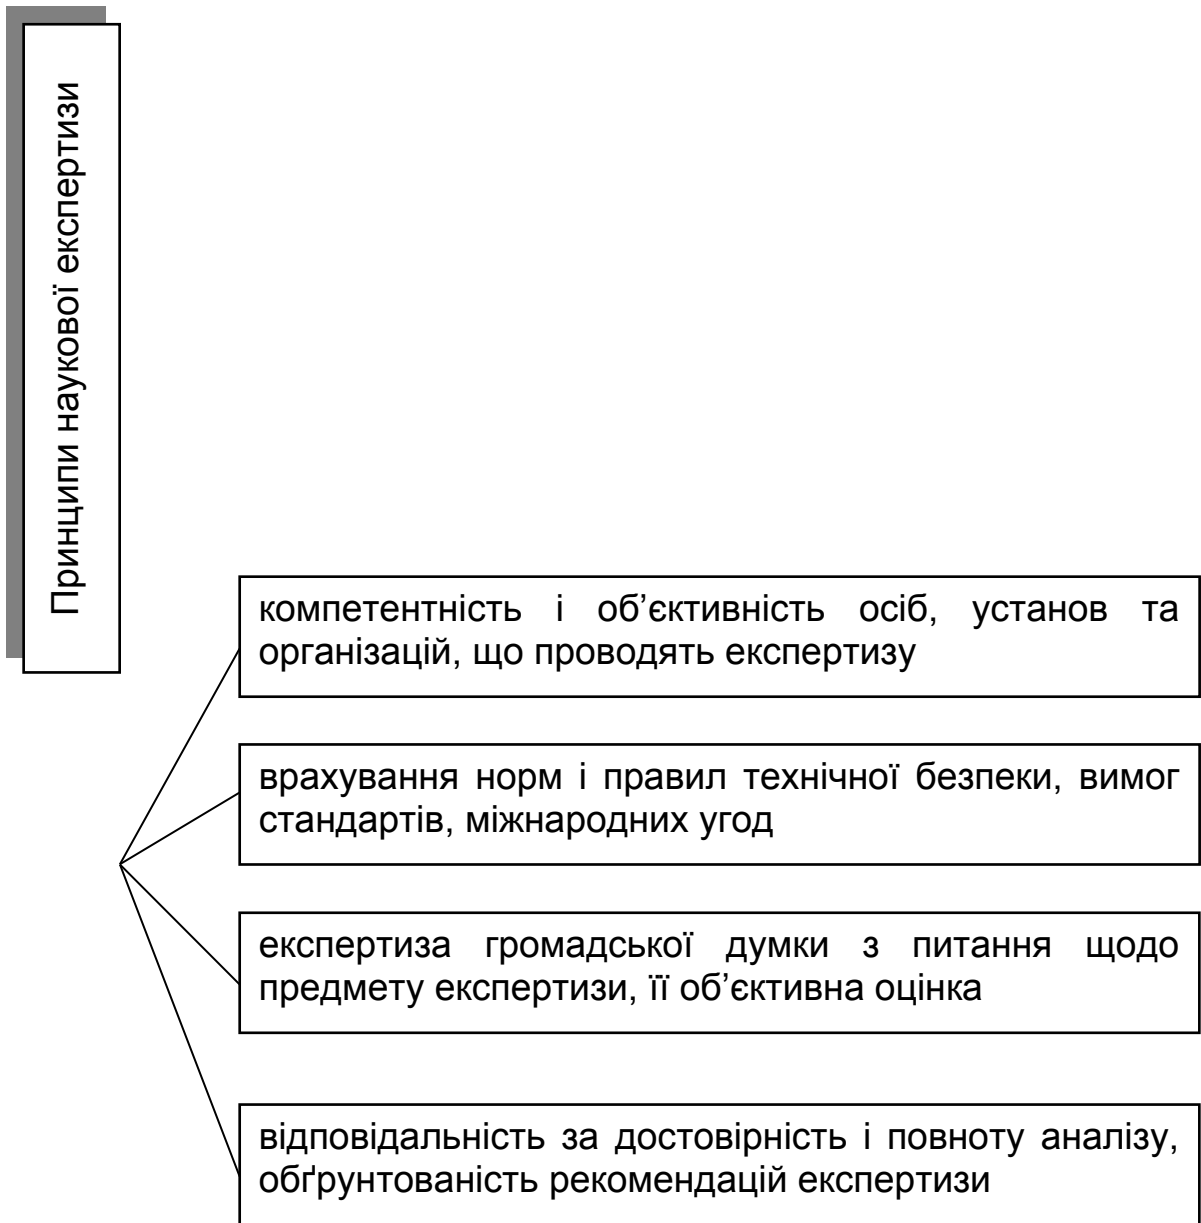 Принципи наукової експертизи
компетентність і об’єктивність осіб, установ та
організацій, що проводять експертизу
врахування норм і правил технічної безпеки, вимог
стандартів, міжнародних угод
експертиза громадської думки з питання щодо
предмету експертизи, її об’єктивна оцінка
відповідальність за достовірність і повноту аналізу,
обґрунтованість рекомендацій експертизи